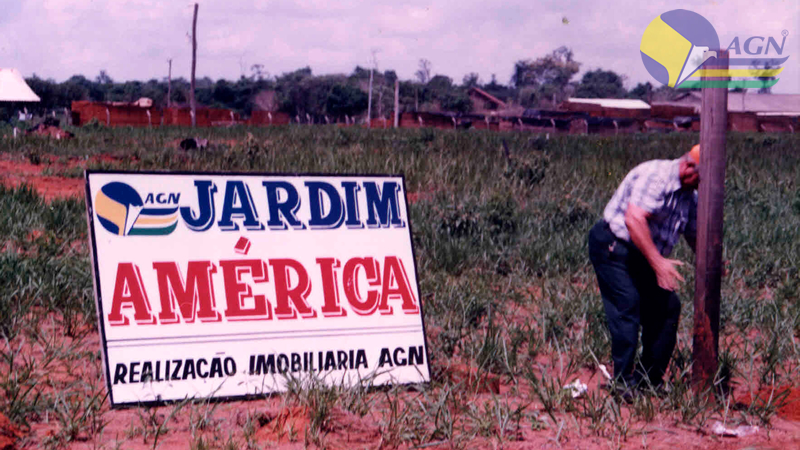 AGN®
AGN JARDIM
AMÉRICA
REALIZACÃO IMOBILIARIA AGN